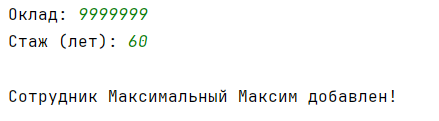 Оклад: 9999999
Стаж (лет): 60
Сотрудник Максимальный Максим добавлен!